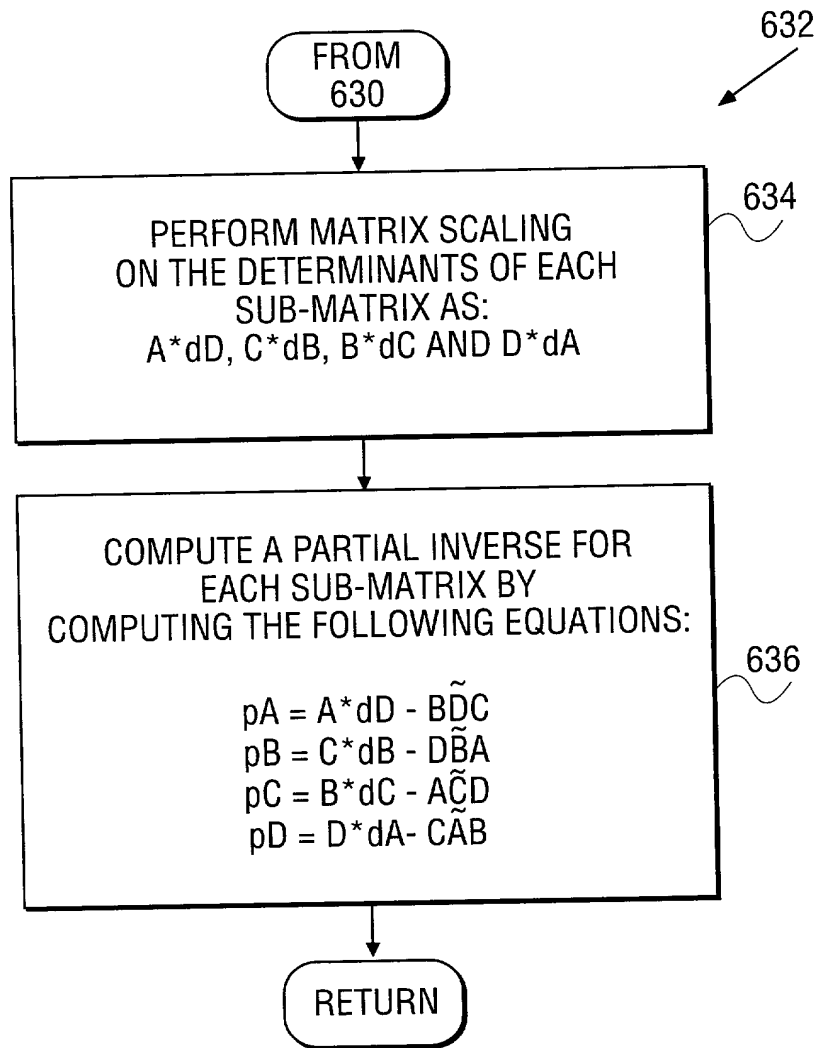 632
FROM
630
634
PERFORM MATRIX SCALING
ON THE DETERMINANTS OF EACH
SUB-MATRIX AS:
A*dD, C*dB, B*dC AND D*dA
COMPUTE A PARTIAL INVERSE FOR
EACH SUB-MATRIX BY
COMPUTING THE FOLLOWING EQUATIONS:
636
pA = A*dD - BD̃C
pB = C*dB - DB̃A
pC = B*dC - AC̃D
pD = D*dA- CÃB
RETURN